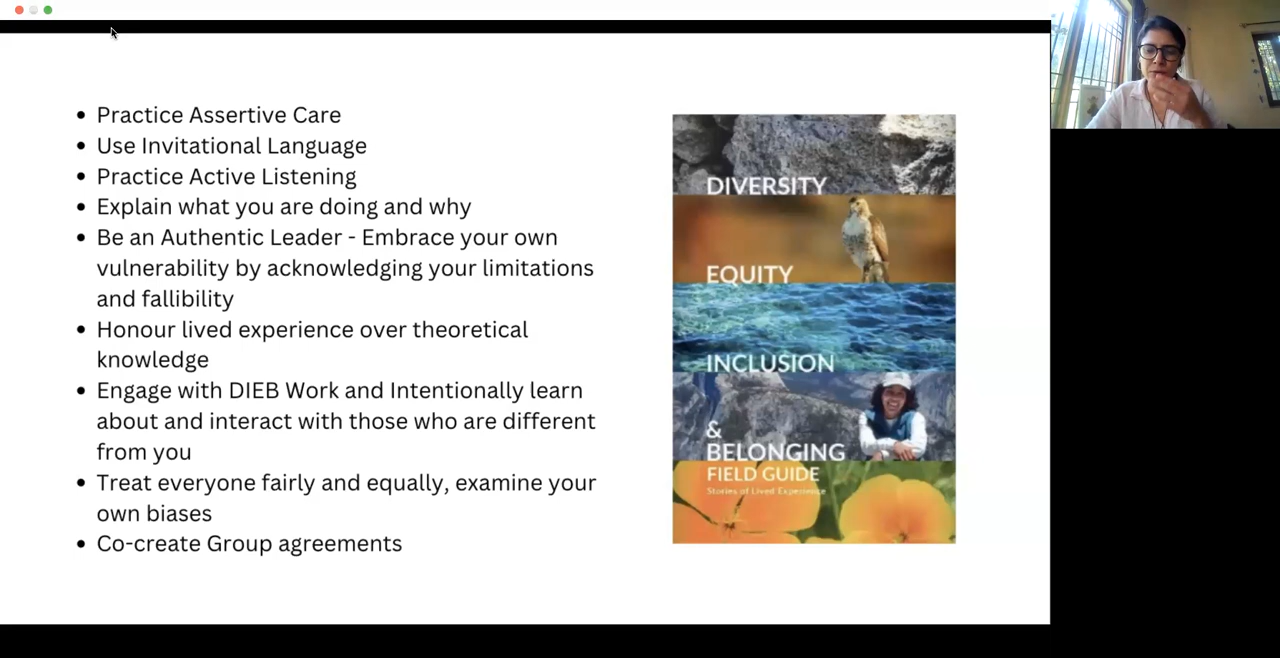 Practice Assertive Care
Use Invitational Language
Practice Active Listening
Explain what you are doing and why
Be an Authentic Leader - Embrace your own
vulnerability by acknowledging your limitations
and fallibility
Honour lived experience over theoretical
knowledge
Engage with DIEB Work and Intentionally learn
about and interact with those who are different
from you
Treat everyone fairly and equally, examine your
own biases
Co-create Group agreements
DIVERSITY
EQUITY
INCLUSION
&
BELONGING
FIELD GUIDE
Stories of Lived Experience